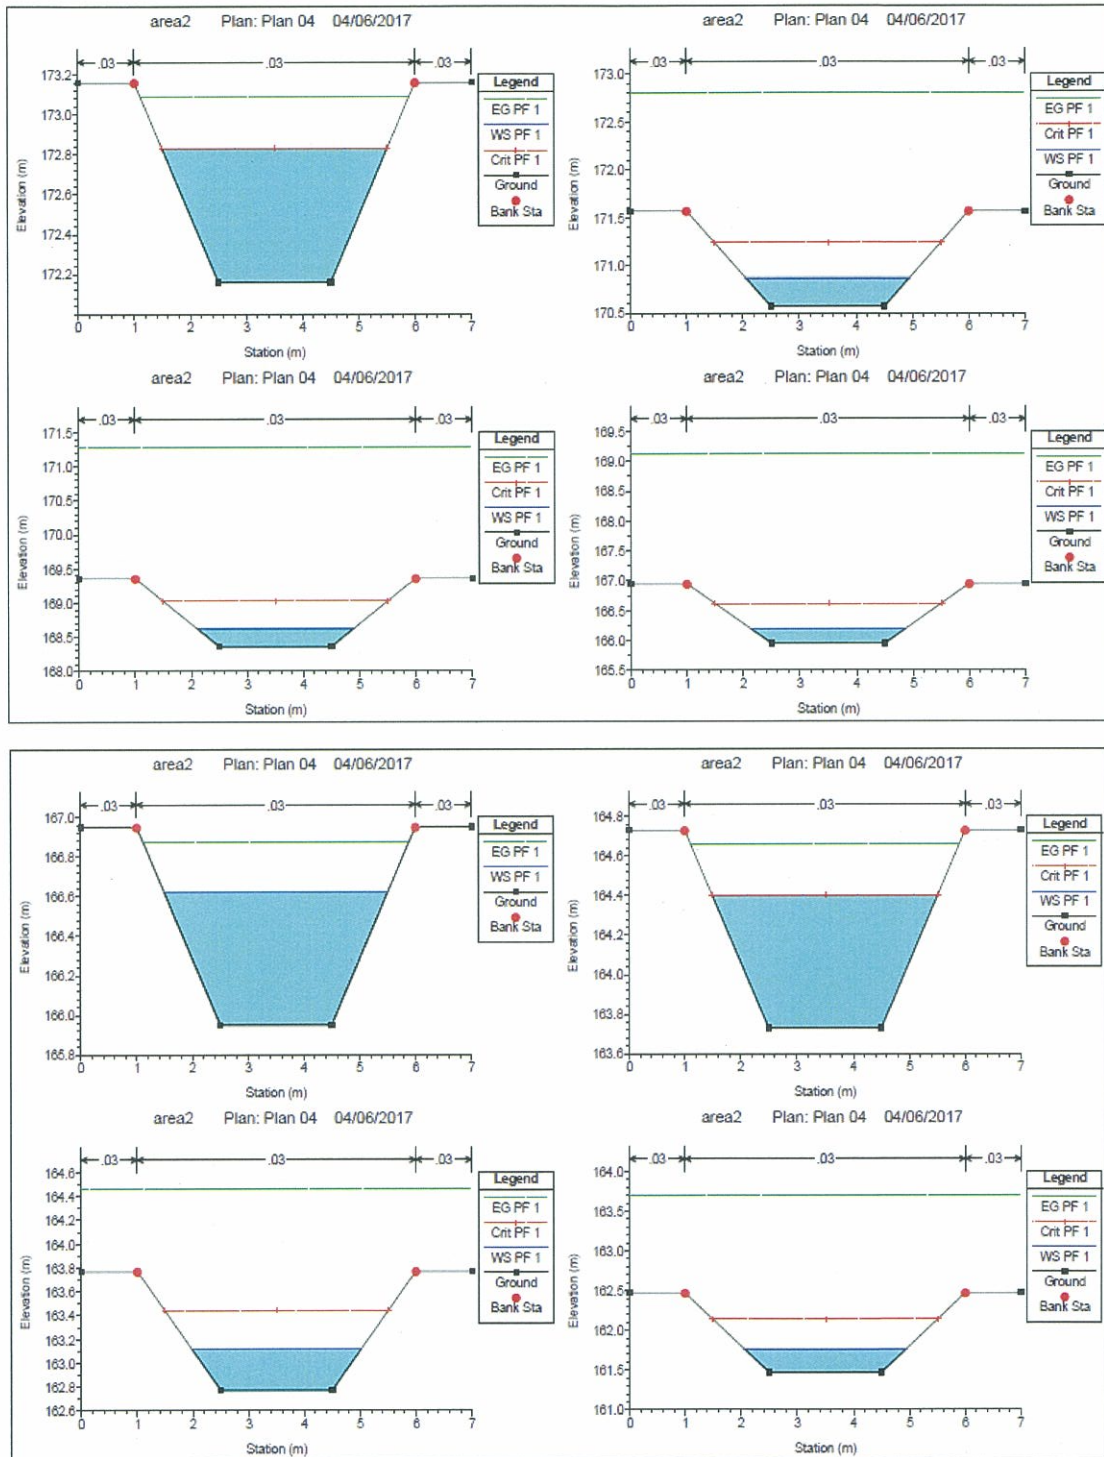 area2 Plan: Plan 04 04/06/2017
.03 .03 .03
Elevation (m)
173.2
173.0
172.8
172.6
172.4
172.2
0 1 2 3 4 5 6 7
Station (m)
Legend
EG PF 1
WS PF 1
Crit PF 1
Ground
Bank Sta
area2 Plan: Plan 04 04/06/2017
.03 .03 .03
Elevation (m)
173.0
172.5
172.0
171.5
171.0
170.5
0 1 2 3 4 5 6 7
Station (m)
Legend
EG PF 1
Crit PF 1
WS PF 1
Ground
Bank Sta
area2 Plan: Plan 04 04/06/2017
.03 .03 .03
Elevation (m)
171.5
171.0
170.5
170.0
169.5
169.0
168.5
168.0
0 1 2 3 4 5 6 7
Station (m)
Legend
EG PF 1
Crit PF 1
WS PF 1
Ground
Bank Sta
area2 Plan: Plan 04 04/06/2017
.03 .03 .03
Elevation (m)
169.5
169.0
168.5
168.0
167.5
167.0
166.5
166.0
165.5
0 1 2 3 4 5 6 7
Station (m)
Legend
EG PF 1
Crit PF 1
WS PF 1
Ground
Bank Sta
area2 Plan: Plan 04 04/06/2017
.03 .03 .03
Elevation (m)
167.0
166.8
166.6
166.4
166.2
166.0
165.8
0 1 2 3 4 5 6 7
Station (m)
Legend
EG PF 1
WS PF 1
Ground
Bank Sta
area2 Plan: Plan 04 04/06/2017
.03 .03 .03
Elevation (m)
164.8
164.6
164.4
164.2
164.0
163.8
163.6
0 1 2 3 4 5 6 7
Station (m)
Legend
EG PF 1
Crit PF 1
WS PF 1
Ground
Bank Sta
area2 Plan: Plan 04 04/06/2017
.03 .03 .03
Elevation (m)
164.6
164.4
164.2
164.0
163.8
163.6
163.4
163.2
163.0
162.8
162.6
0 1 2 3 4 5 6 7
Station (m)
Legend
EG PF 1
Crit PF 1
WS PF 1
Ground
Bank Sta
area2 Plan: Plan 04 04/06/2017
.03 .03 .03
Elevation (m)
164.0
163.5
163.0
162.5
162.0
161.5
161.0
0 1 2 3 4 5 6 7
Station (m)
Legend
EG PF 1
Crit PF 1
WS PF 1
Ground
Bank Sta